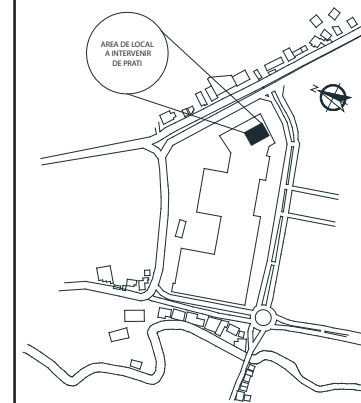 AREA DE LOCAL
A INTERVENIR
DE PRATI
N